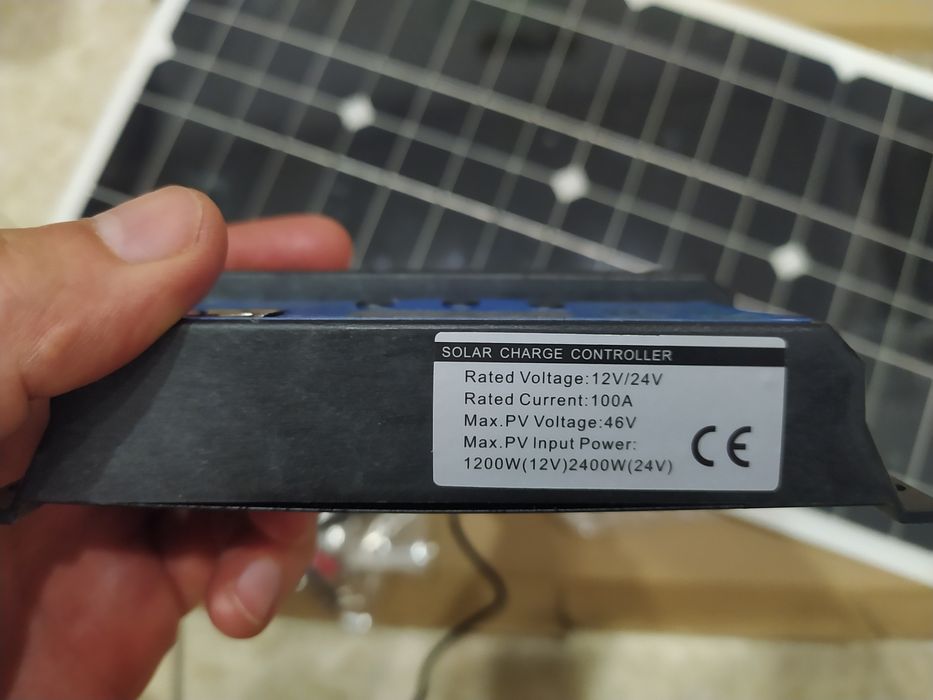 SOLAR CHARGE CONTROLLER
Rated Voltage:12V/24V
Rated Current:100A
Max.PV Voltage:46V
Max.PV Input Power:
1200W(12V)2400W(24V)
CE